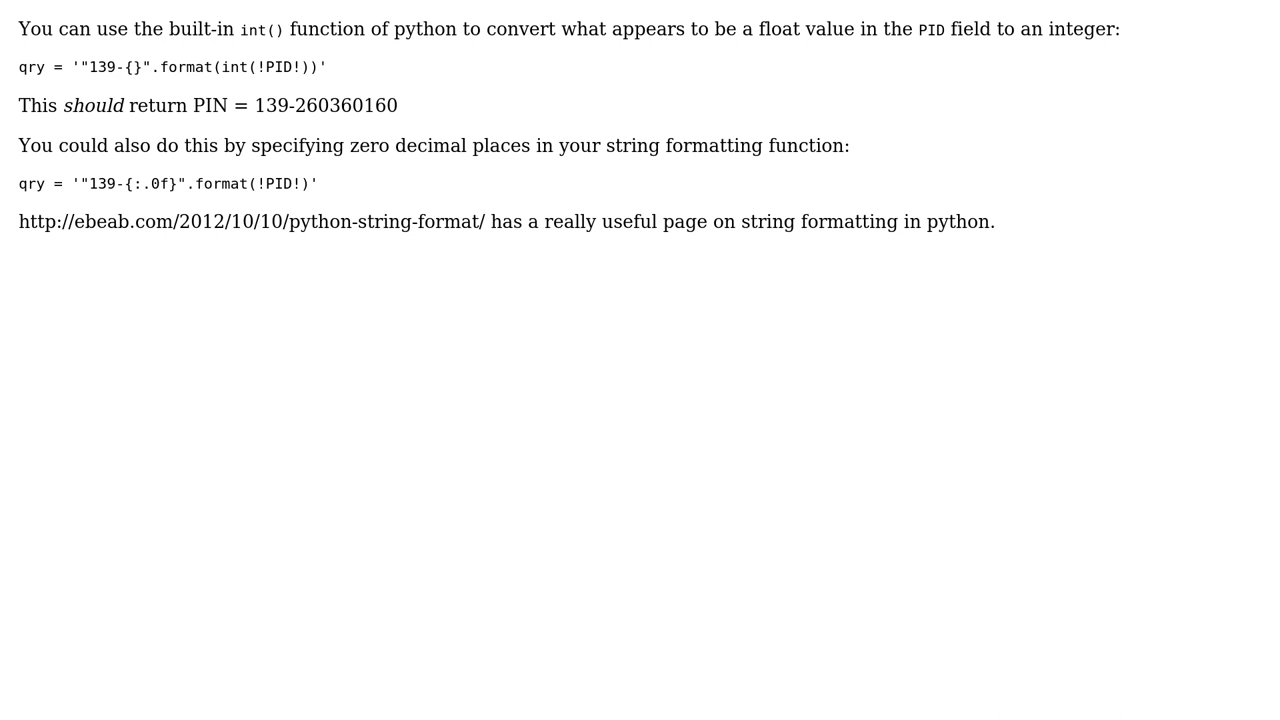 You can use the built-in int() function of python to convert what appears to be a float value in the PID field to an integer:
qry = '"139-{}".format(int(!PID!))'
This should return PIN = 139-260360160
You could also do this by specifying zero decimal places in your string formatting function:
qry = '"139-{:.0f}".format(!PID!)'
http://ebeab.com/2012/10/10/python-string-format/ has a really useful page on string formatting in python.